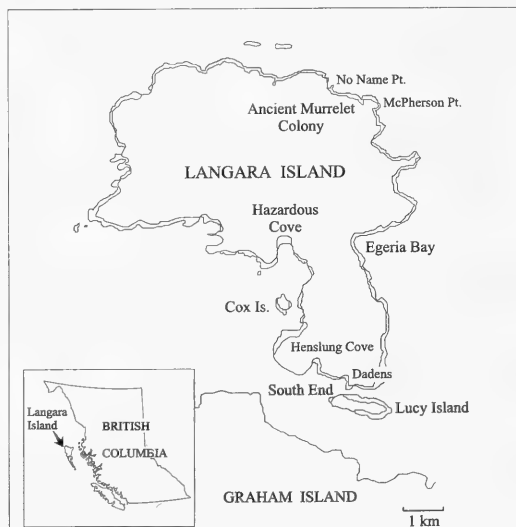 No Name Pt.
McPherson Pt.
Ancient Murrelet
Colony
LANGARA ISLAND
Hazardous
Cove
Egeria Bay
Cox Is.
Henslung Cove
Dadens
South End
Lucy Island
Langara
Island
BRITISH
COLUMBIA
GRAHAM ISLAND
1 km